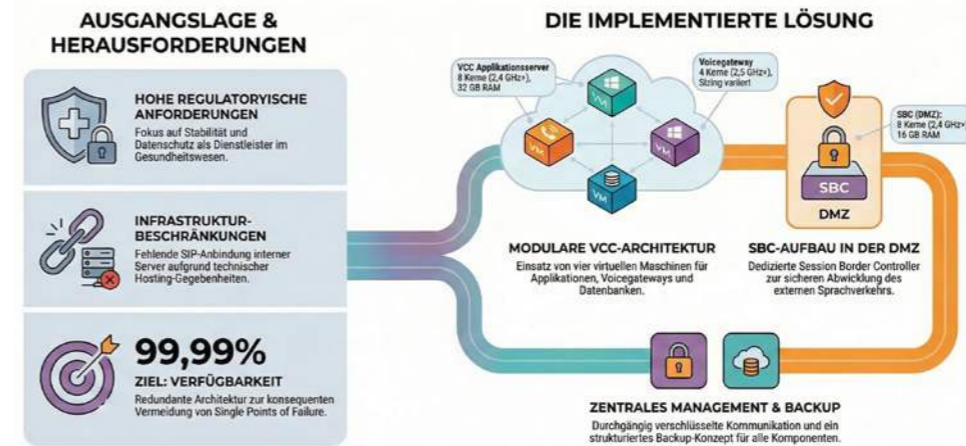 AUSGANGSLAGE &
HERAUSFORDERUNGEN
HOHE REGULATORYISCHE
ANFORDERUNGEN
Fokus auf Stabilität und
Datenschutz als Dienstleister im
Gesundheitswesen.
INFRASTRUKTUR-
BESCHRÄNKUNGEN
Fehlende SIP-Anbindung interner
Server aufgrund technischer
Hosting-Gegebenheiten.
99,99%
ZIEL: VERFÜGBARKEIT
Redundante Architektur zur konsequenten
Vermeidung von Single Points of Failure.
DIE IMPLEMENTIERTE LÖSUNG
VCC Applikationsserver
8 Kerne (2,4 GHz+),
32 GB RAM
Voicegateway
4 Kerne (2,5 GHz+),
Sizing variiert
VM
VM
VM
VM
SBC (DMZ):
8 Kerne (2,4 GHz+)
16 GB RAM
SBC
DMZ
MODULARE VCC-ARCHITEKTUR
Einsatz von vier virtuellen Maschinen für
Applikationen, Voicegateways und
Datenbanken.
SBC-AUFBAU IN DER DMZ
Dedizierte Session Border Controller
zur sicheren Abwicklung des
externen Sprachverkehrs.
ZENTRALES MANAGEMENT & BACKUP
Durchgängig verschlüsselte Kommunikation und ein
strukturiertes Backup-Konzept für alle Komponenten.